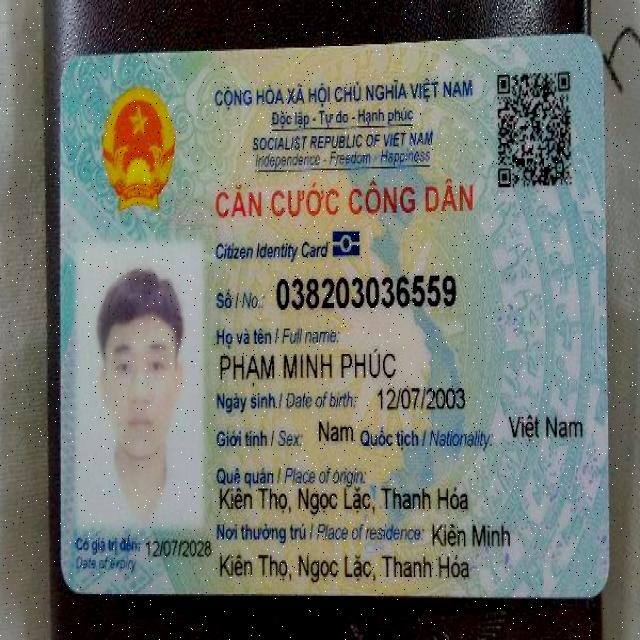 CỘNG HÒA XÃ HỘI CHỦ NGHĨA VIỆT NAM
Độc lập - Tự do - Hạnh phúc
SOCIALIST REPUBLIC OF VIET NAM
Independence - Freedom - Happiness
CĂN CƯỚC CÔNG DÂN
Citizen Identity Card
Số / No.: 038203036559
Họ và tên / Full name:
PHẠM MINH PHÚC
Ngày sinh / Date of birth: 12/07/2003
Giới tính / Sex: Nam Quốc tịch / Nationality: Việt Nam
Quê quán / Place of origin:
Kiên Thọ, Ngọc Lặc, Thanh Hóa
Nơi thường trú / Place of residence: Kiên Minh
Kiên Thọ, Ngọc Lặc, Thanh Hóa
Có giá trị đến: 12/07/2028
Date of expiry